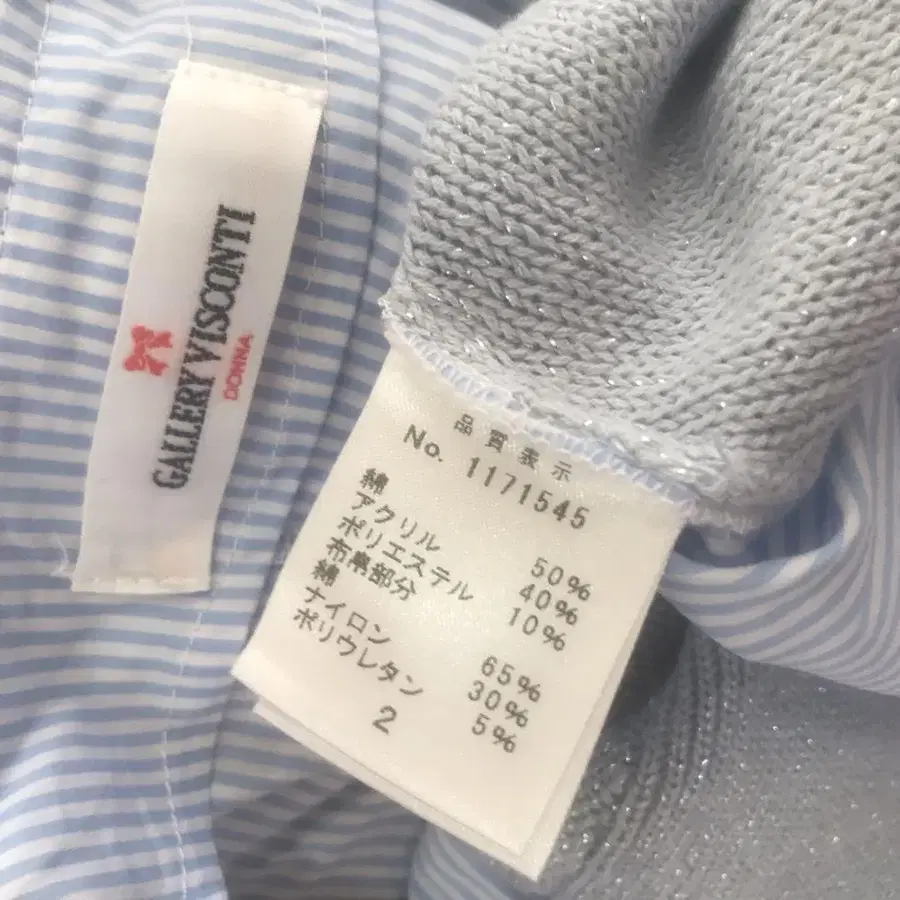 GALLERY VISCONTI
DONNA
品質表示
No. 1171545
綿 50%
アクリル 40%
ポリエステル 10%
布帛部分
綿 65%
ナイロン 30%
ポリウレタン 5%
2